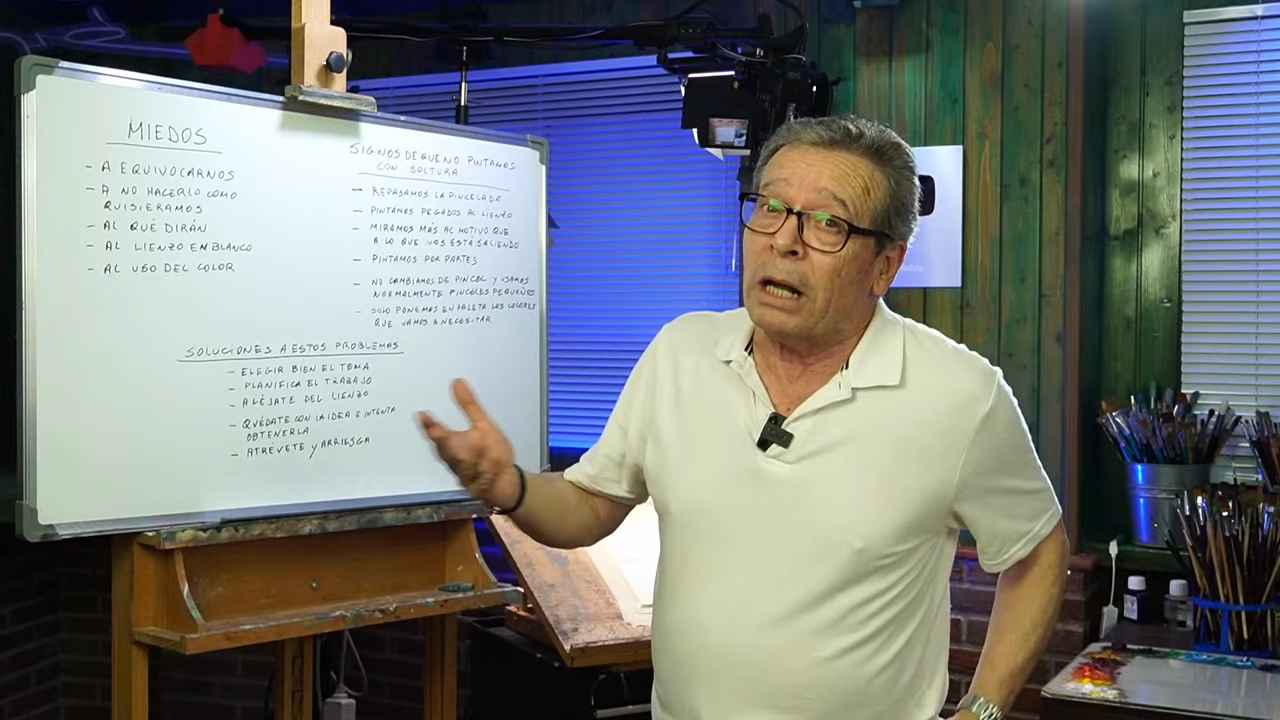 MIEDOS
- A EQUIVOCARNOS
- A NO HACERLO COMO
QUISIERAMOS
- AL QUÉ DIRÁN
- AL LIENZO EN BLANCO
- AL USO DEL COLOR
SIGNOS DE QUE NO PINTAMOS
CON SOLTURA
- REPASAMOS LA PINCELADA
- PINTAMOS PEGADOS AL LIENZO
- MIRAMOS MÁS AL MOTIVO QUE
A LO QUE NOS ESTÁ SALIENDO
- PINTAMOS POR PARTES
- NO CAMBIAMOS DE PINCEL Y USAMOS
NORMALMENTE PINCELES PEQUEÑOS
- SOLO PONEMOS EN PALETA LOS COLORES
QUE VAMOS A NECESITAR
SOLUCIONES A ESTOS PROBLEMAS
- ELEGIR BIEN EL TEMA
- PLANIFICA EL TRABAJO
- ALÉJATE DEL LIENZO
- QUÉDATE CON LA IDEA E INTENTA
OBTENERLA
- ATRÉVETE Y ARRIESGA